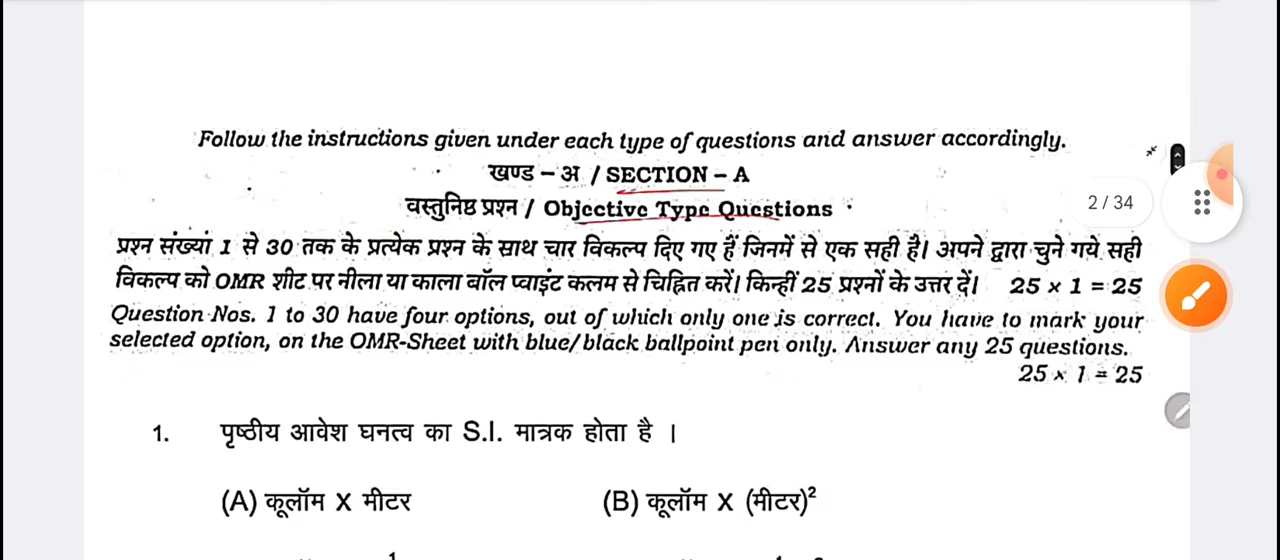 Follow the instructions given under each type of questions and answer accordingly.
खण्ड – अ / SECTION – A
वस्तुनिष्ठ प्रश्न / Objective Type Questions
2 / 34
प्रश्न संख्यां 1 से 30 तक के प्रत्येक प्रश्न के साथ चार विकल्प दिए गए हैं जिनमें से एक सही है। अपने द्वारा चुने गये सही
विकल्प को OMR शीट पर नीला या काला बॉल प्वाइंट कलम से चिह्नित करें। किन्हीं 25 प्रश्नों के उत्तर दें। 25 × 1 = 25
Question Nos. 1 to 30 have four options, out of which only one is correct. You have to mark your
selected option, on the OMR-Sheet with blue/black ballpoint pen only. Answer any 25 questions.
25 × 1 = 25
1. पृष्ठीय आवेश घनत्व का S.I. मात्रक होता है ।
(A) कूलॉम X मीटर (B) कूलॉम X (मीटर)²